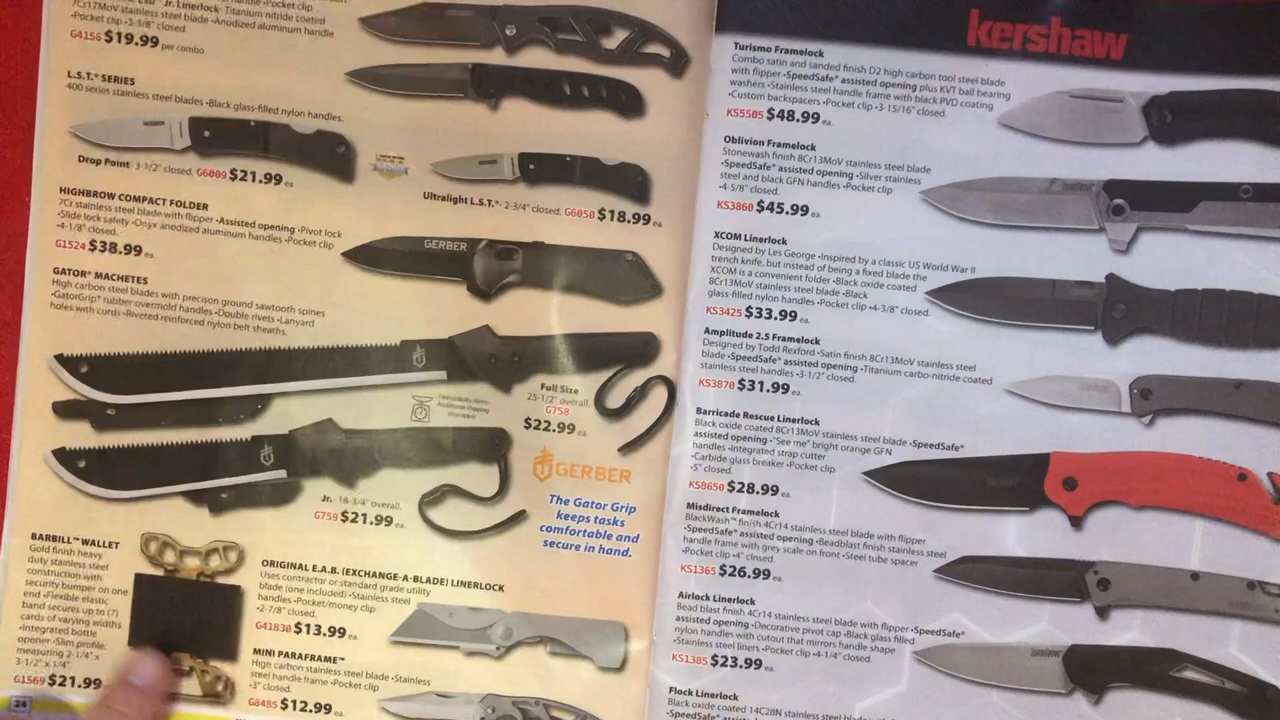 Jr. Linerlock- Titanium nitride coated
7Cr17MoV stainless steel blade •Anodized aluminum handle
•Pocket clip •3-5/8" closed
G4156 $19.99 per combo
L.S.T.® SERIES
400 series stainless steel blades •Black glass-filled nylon handles.
GERBER
Drop Point- 3-1/2" closed. G6009 $21.99 ea.
Ultralight L.S.T.®- 2-3/4" closed. G6050 $18.99 ea.
HIGHBROW COMPACT FOLDER
7Cr stainless steel blade with flipper •Assisted opening •Pivot lock
•Slide lock safety •Onyx anodized aluminum handles •Pocket clip
•4-1/8" closed.
G1524 $38.99 ea.
GERBER
GATOR® MACHETES
High carbon steel blades with precison ground sawtooth spines
•GatorGrip® rubber overmold handles •Double rivets •Lanyard
holes with cords •Rivered reinforced nylon belt sheaths.
Full Size
25-1/2" overall.
G758
$22.99 ea.
Jr.- 18-3/4" overall.
G759 $21.99 ea.
GERBER
The Gator Grip
keeps tasks
comfortable and
secure in hand.
BARBILL™ WALLET
Gold finish heavy
duty stainless steel
construction with
security bumper on one
end •Flexible elastic
band secures up to (7)
cards of varying widths
•Integrated bottle
opener •Slim profile;
measuring 2-1/4" x
3-1/2" x 1/4"
G1569 $21.99
24
ORIGINAL E.A.B. (EXCHANGE-A-BLADE) LINERLOCK
Uses contractor or standard grade utility
blade (one included) •Stainless steel
handles •Pocket/money clip
•2-7/8" closed.
G41830 $13.99 ea.
MINI PARAFRAME™
High carbon stainless steel blade •Stainless
steel handle frame •Pocket clip
•3" closed.
G8485 $12.99 ea.
kershaw
Turismo Framelock
Combo satin and sanded finish D2 high carbon tool steel blade
with flipper •SpeedSafe® assisted opening plus KVT ball bearing
washers •Stainless steel handle frame with black PVD coating
•Custom backspacers •Pocket clip •3-15/16" closed.
KS5505 $48.99 ea.
Oblivion Framelock
Stonewash finish 8Cr13MoV stainless steel blade
•SpeedSafe® assisted opening •Silver stainless
steel and black GFN handles •Pocket clip
•4-5/8" closed.
KS3860 $45.99 ea.
XCOM Linerlock
Designed by Les George •Inspired by a classic US World War II
trench knife, but instead of being a fixed blade the
XCOM is a convenient folder •Black oxide coated
8Cr13MoV stainless steel blade •Black
glass-filled nylon handles •Pocket clip •4-3/8" closed.
KS3425 $33.99 ea.
Amplitude 2.5 Framelock
Designed by Todd Rexford •Satin finish 8Cr13MoV stainless steel
blade •SpeedSafe® assisted opening •Titanium carbo-nitride coated
stainless steel handles •3-1/2" closed.
KS3870 $31.99 ea.
Barricade Rescue Linerlock
Black oxide coated 8Cr13MoV stainless steel blade •SpeedSafe®
assisted opening •"See me" bright orange GFN
handles •Integrated strap cutter
•Carbide glass breaker •Pocket clip
•5" closed.
KS8650 $28.99 ea.
Misdirect Framelock
BlackWash™ finish 4Cr14 stainless steel blade with flipper
•SpeedSafe® assisted opening •Beadblast finish stainless steel
handle frame with grey scale on front •Steel tube spacer
•Pocket clip •4" closed.
KS1365 $26.99 ea.
Airlock Linerlock
Bead blast finish 4Cr14 stainless steel blade with flipper •SpeedSafe®
assisted opening •Decorative pivot cap •Black glass filled
nylon handles with cutout that mirrors handle shape
•Stainless steel liners •Pocket clip •4-1/4" closed.
KS1385 $23.99 ea.
Flock Linerlock
Black oxide coated 14C28N stainless steel blade with
•SpeedSafe®